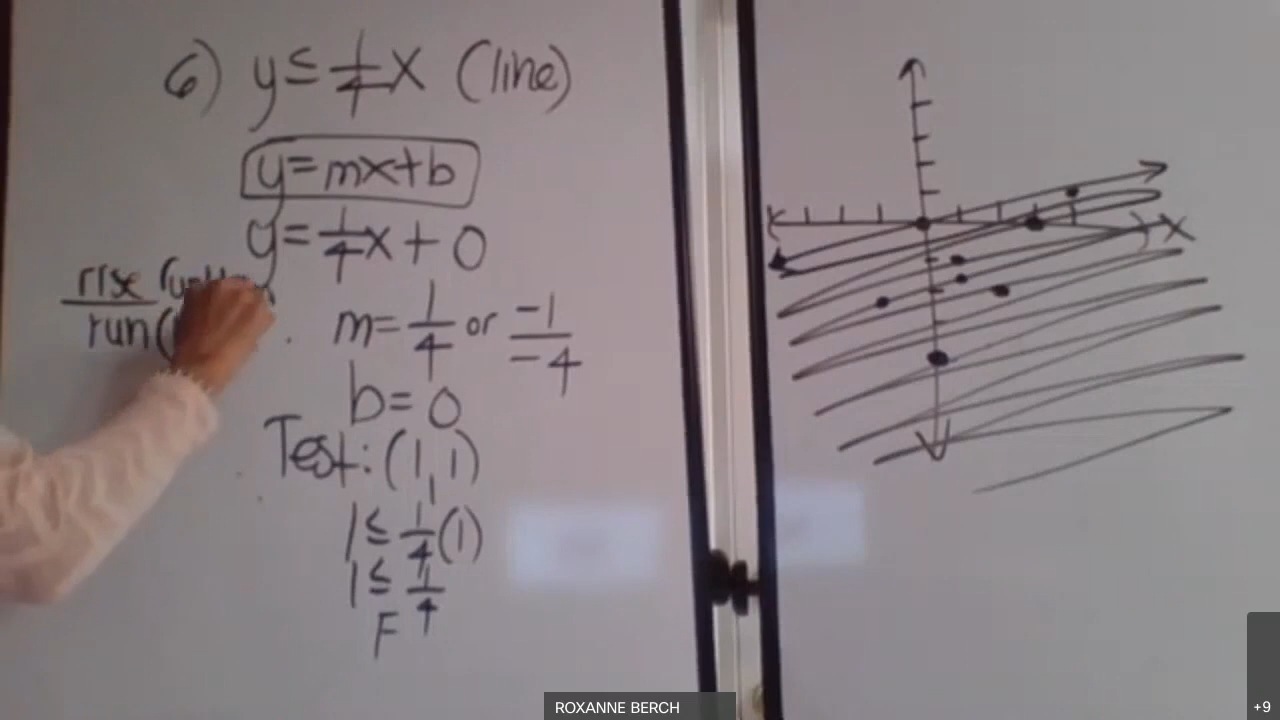 6) y ≤ 1/4 x (line)
y = mx + b
y = 1/4 x + 0
rise
run
m = 1/4 or -1/-4
b = 0
Test: (1, 1)
1 ≤ 1/4 (1)
1 ≤ 1/4
F
x
ROXANNE BERCH
+9